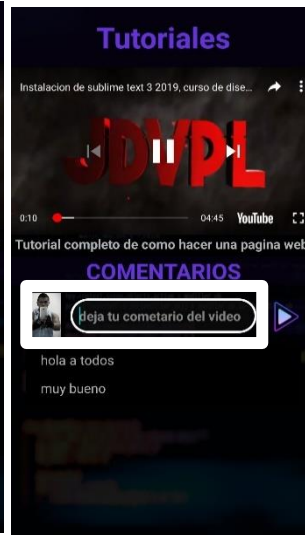 Tutoriales
Instalacion de sublime text 3 2019, curso de dise...
JDVPL
0:10
04:45
YouTube
Tutorial completo de como hacer una pagina web
COMENTARIOS
deja tu cometario del video
hola a todos
muy bueno